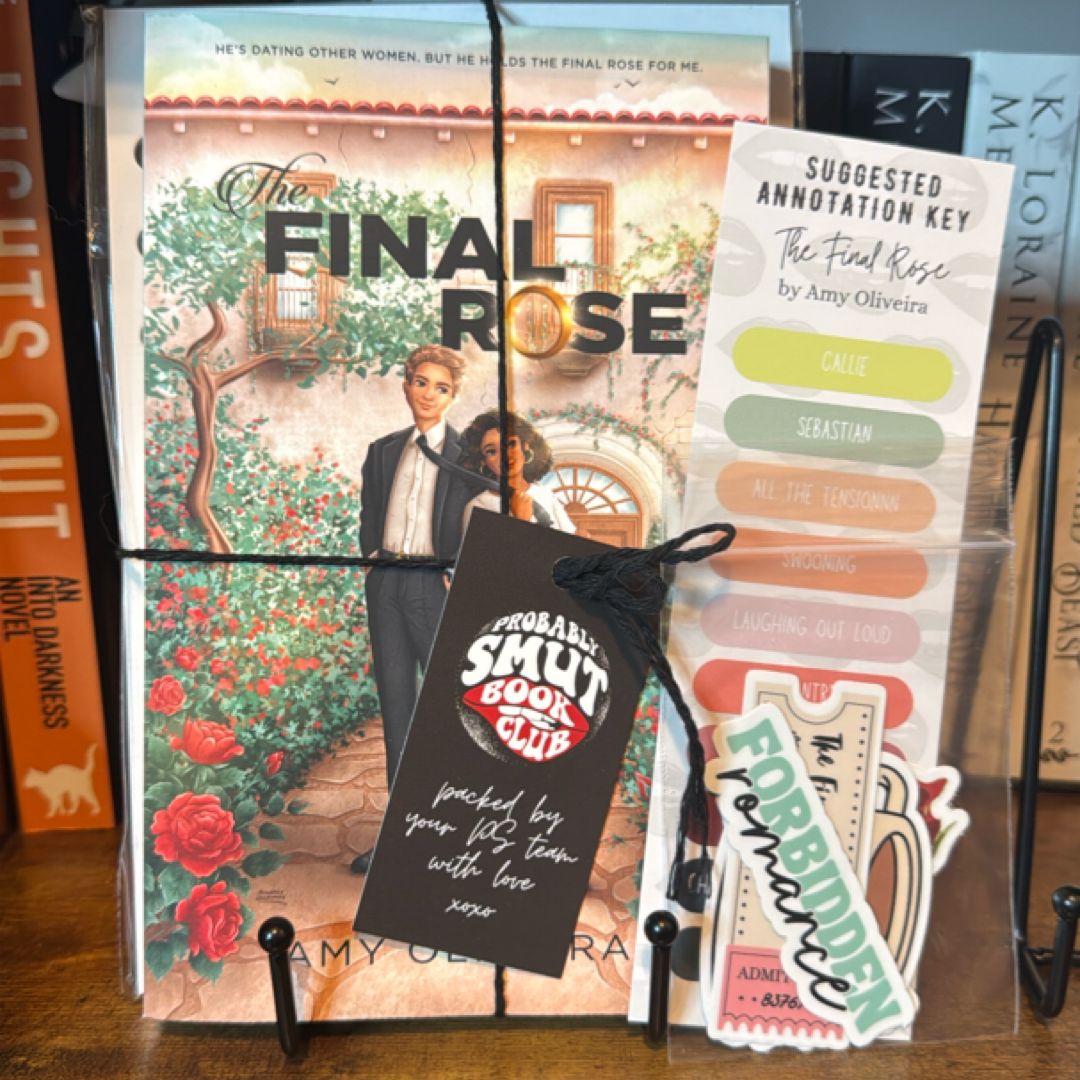 LIGHTS OUT
AN
INTO DARKNESS
NOVEL
HE'S DATING OTHER WOMEN. BUT HE HOLDS THE FINAL ROSE FOR ME.
The
FINAL
ROSE
AMY
PROBABLY
SMUT
BOOK
CLUB
packed by
your PS team
with love
xoxo
SUGGESTED
ANNOTATION KEY
The Final Rose
by Amy Oliveira
CALLIE
SEBASTIAN
ALL THE TENSIONNN
SWOONING
LAUGHING OUT LOUD
The
FORBIDDEN
romance
K.
M
K. LORAINE
2